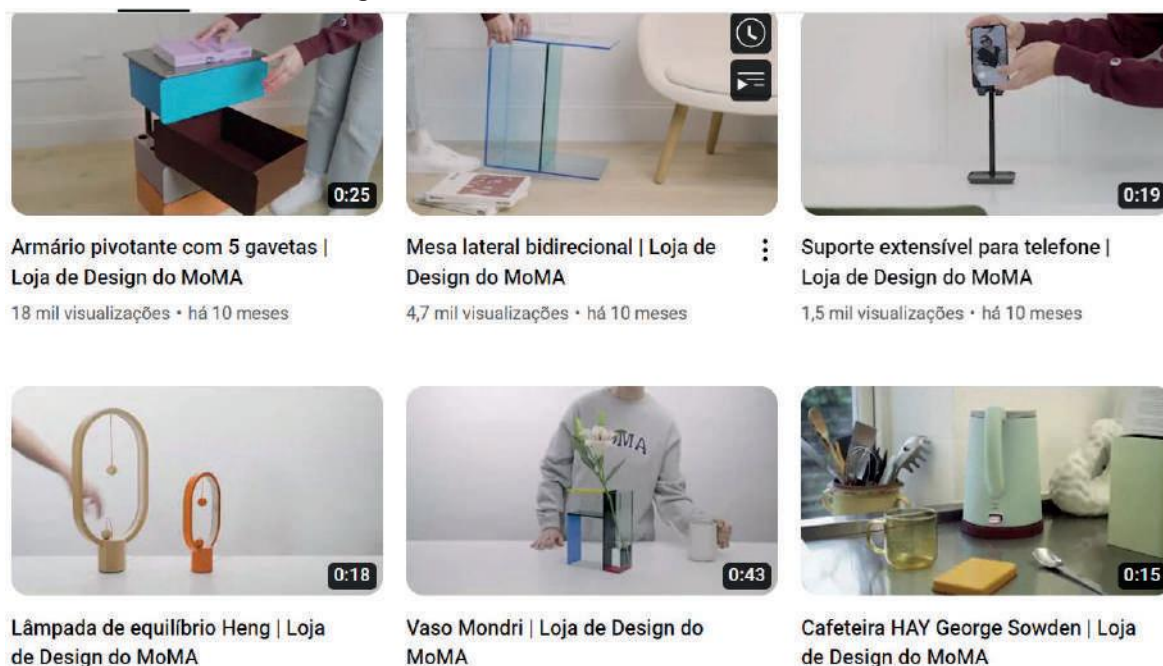 0:25
0:19
Armário pivotante com 5 gavetas |
Loja de Design do MoMA
18 mil visualizações • há 10 meses
Mesa lateral bidirecional | Loja de
Design do MoMA
4,7 mil visualizações • há 10 meses
Suporte extensível para telefone |
Loja de Design do MoMA
1,5 mil visualizações • há 10 meses
MoMA
0:18
0:43
0:15
Lâmpada de equilíbrio Heng | Loja
de Design do MoMA
Vaso Mondri | Loja de Design do
MoMA
Cafeteira HAY George Sowden | Loja
de Design do MoMA